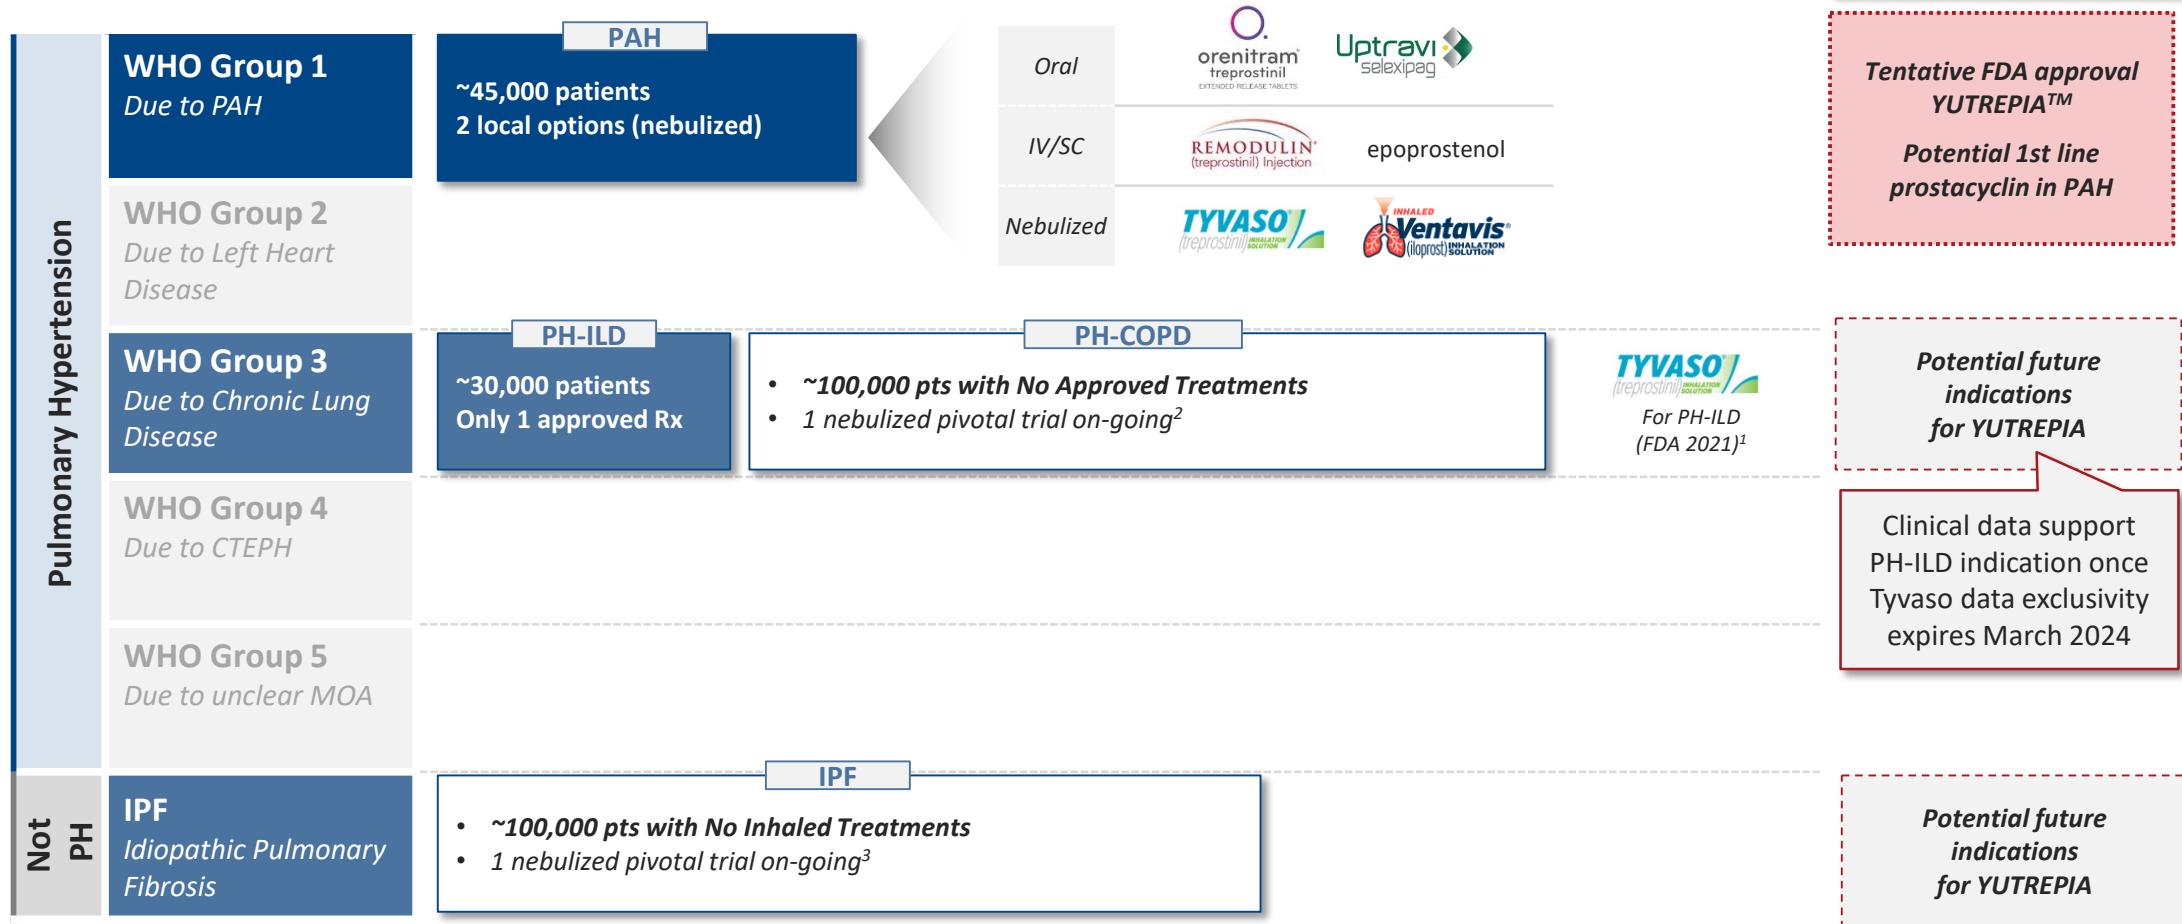 Pulmonary Hypertension
WHO Group 1
Due to PAH
PAH
~45,000 patients
2 local options (nebulized)
Oral
orenitram®
treprostinil
EXTENDED-RELEASE TABLETS
Uptravi
selexipag
IV/SC
REMODULIN®
(treprostinil) Injection
epoprostenol
Nebulized
TYVASO®
(treprostinil) INHALATION
SOLUTION
INHALED
Ventavis®
(iloprost) INHALATION
SOLUTION
Tentative FDA approval
YUTREPIA™
Potential 1st line
prostacyclin in PAH
WHO Group 2
Due to Left Heart
Disease
WHO Group 3
Due to Chronic Lung
Disease
PH-ILD
~30,000 patients
Only 1 approved Rx
PH-COPD
• ~100,000 pts with No Approved Treatments
• 1 nebulized pivotal trial on-going²
TYVASO®
(treprostinil) INHALATION
SOLUTION
For PH-ILD
(FDA 2021)¹
Potential future
indications
for YUTREPIA
Clinical data support
PH-ILD indication once
Tyvaso data exclusivity
expires March 2024
WHO Group 4
Due to CTEPH
WHO Group 5
Due to unclear MOA
Not
PH
IPF
Idiopathic Pulmonary
Fibrosis
IPF
• ~100,000 pts with No Inhaled Treatments
• 1 nebulized pivotal trial on-going³
Potential future
indications
for YUTREPIA